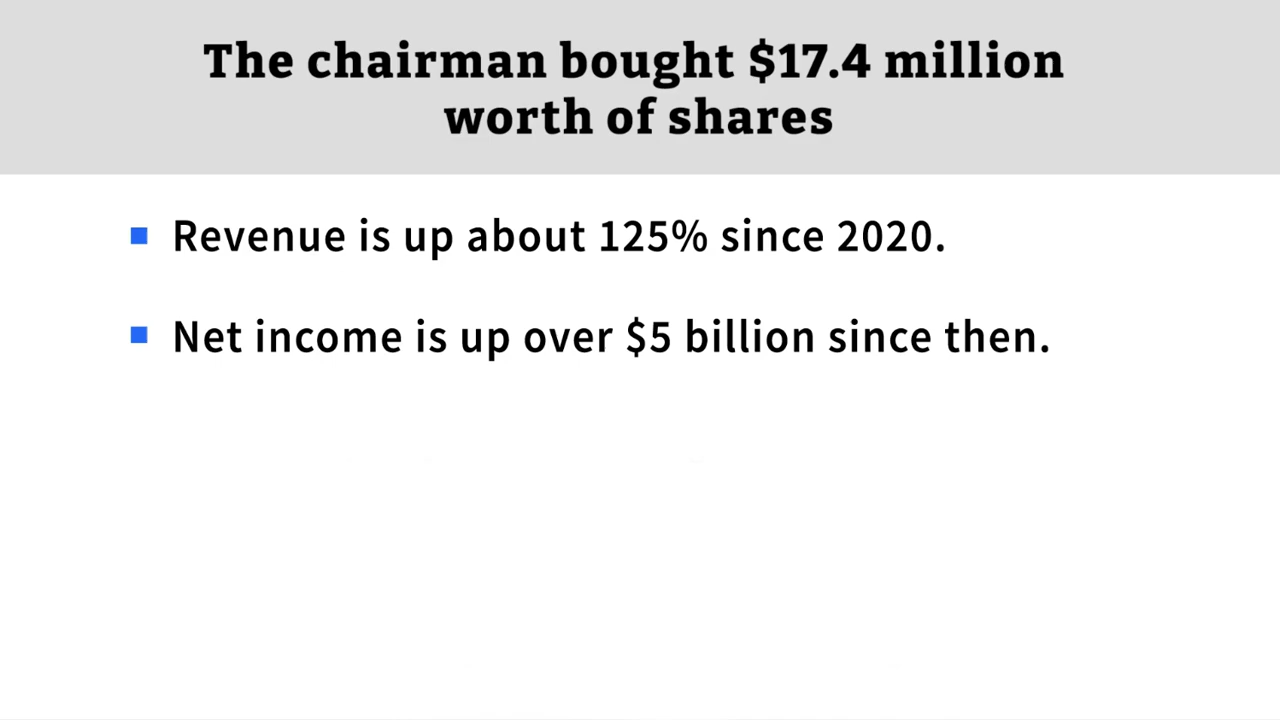 The chairman bought $17.4 million
worth of shares
Revenue is up about 125% since 2020.
Net income is up over $5 billion since then.